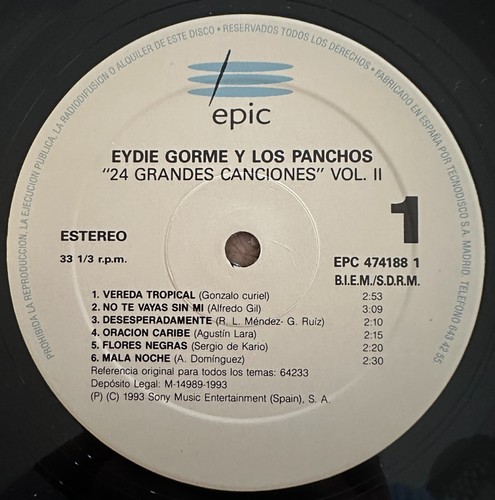 PROHIBIDA LA REPRODUCCION, LA EJECUCION PUBLICA, LA RADIODIFUSION O ALQUILER DE ESTE DISCO • RESERVADOS TODOS LOS DERECHOS • FABRICADO EN ESPAÑA POR TECNODISCO S.A. MADRID. TELEFONO 643 42 55
epic
EYDIE GORME Y LOS PANCHOS
"24 GRANDES CANCIONES" VOL. II
1
ESTEREO
33 1/3 r.p.m.
EPC 474188 1
B.I.E.M./S.D.R.M.
1. VEREDA TROPICAL (Gonzalo curiel) 2:53
2. NO TE VAYAS SIN MI (Alfredo Gil) 3:09
3. DESESPERADAMENTE (R. L. Méndez- G. Ruíz) 2:10
4. ORACION CARIBE (Agustín Lara) 2:15
5. FLORES NEGRAS (Sergio de Kario) 2:20
6. MALA NOCHE (A. Domínguez) 2:30
Referencia original para todos los temas: 64233
Depósito Legal: M-14989-1993
(P) (C) 1993 Sony Music Entertainment (Spain), S. A.